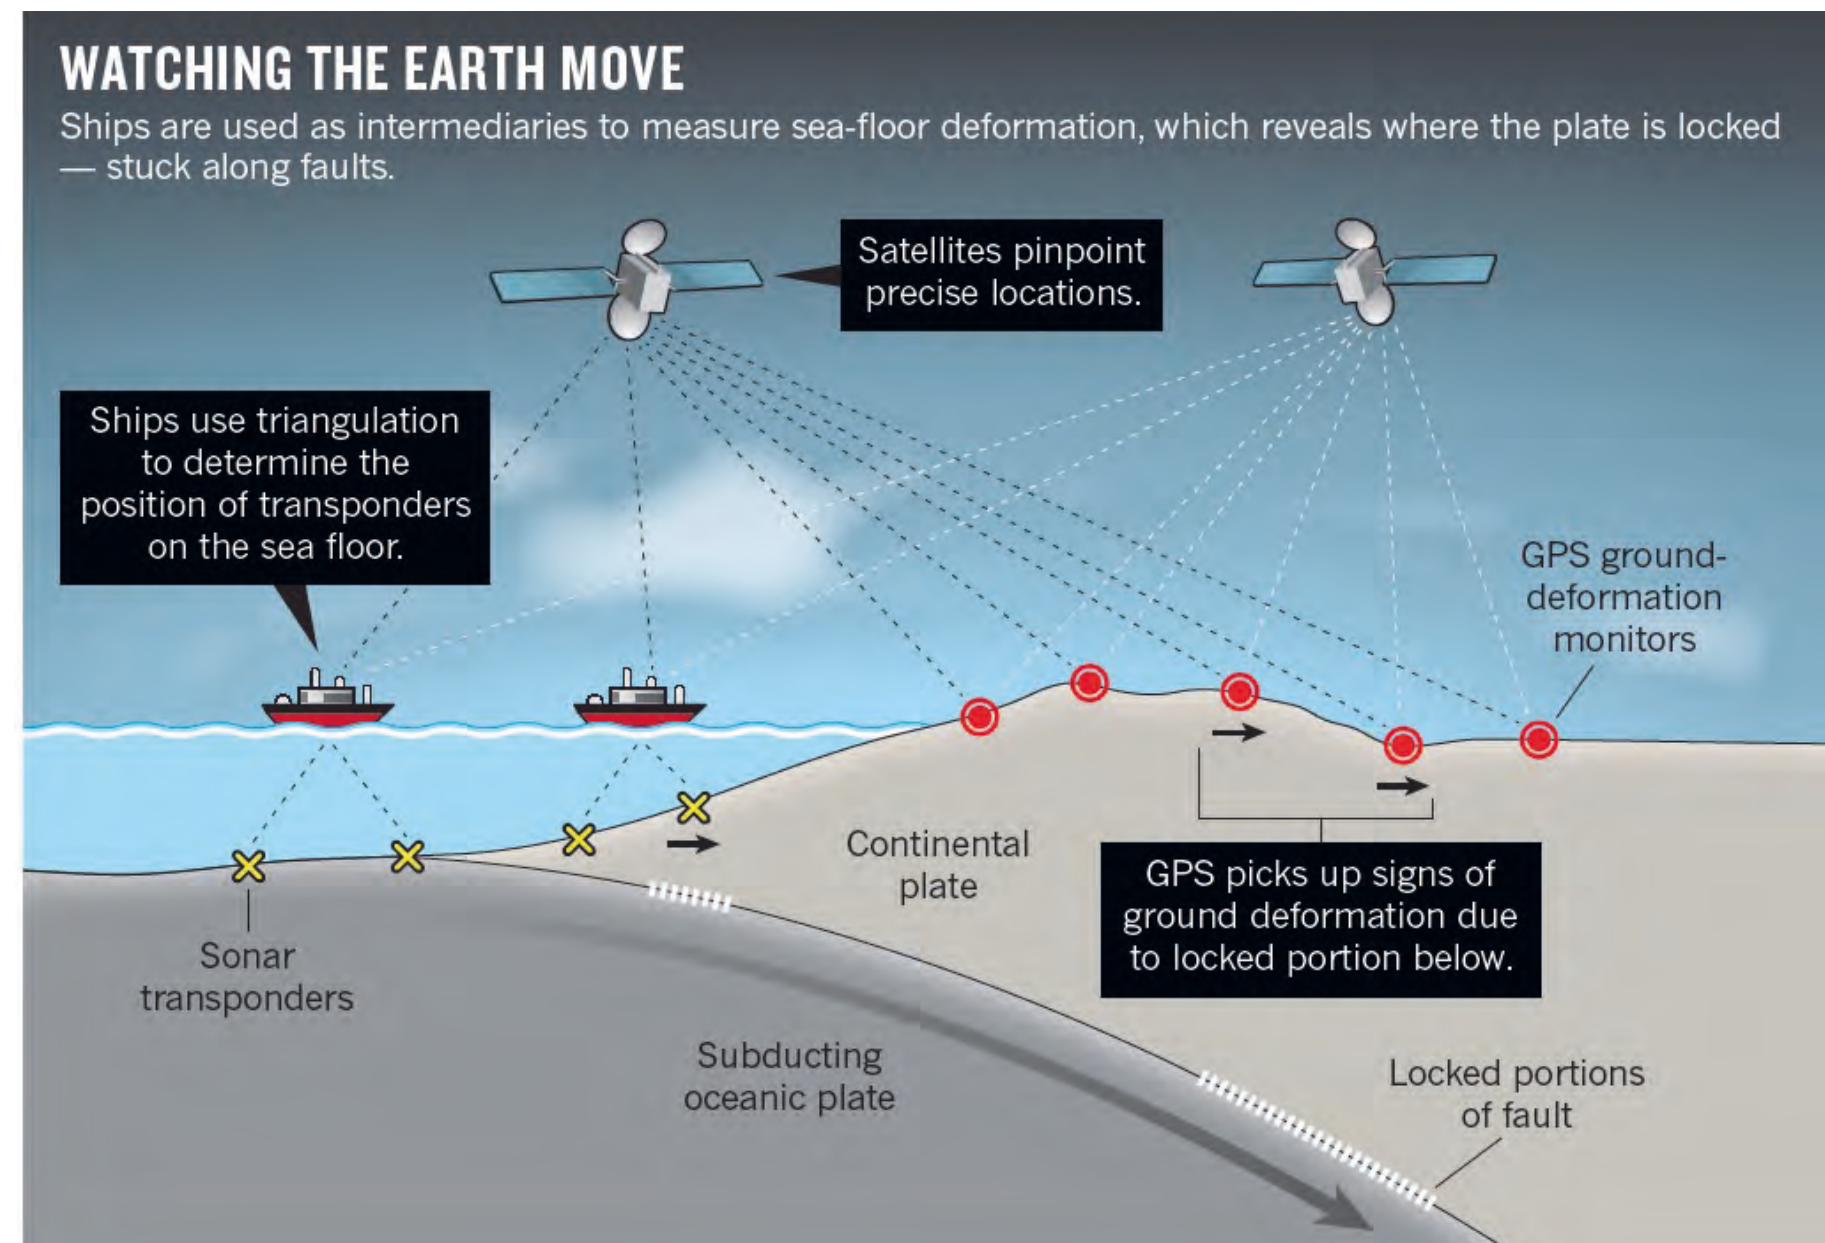 WATCHING THE EARTH MOVE
Ships are used as intermediaries to measure sea-floor deformation, which reveals where the plate is locked
— stuck along faults.
Satellites pinpoint
precise locations.
Ships use triangulation
to determine the
position of transponders
on the sea floor.
GPS ground-
deformation
monitors
Continental
plate
GPS picks up signs of
ground deformation due
to locked portion below.
Sonar
transponders
Subducting
oceanic plate
Locked portions
of fault